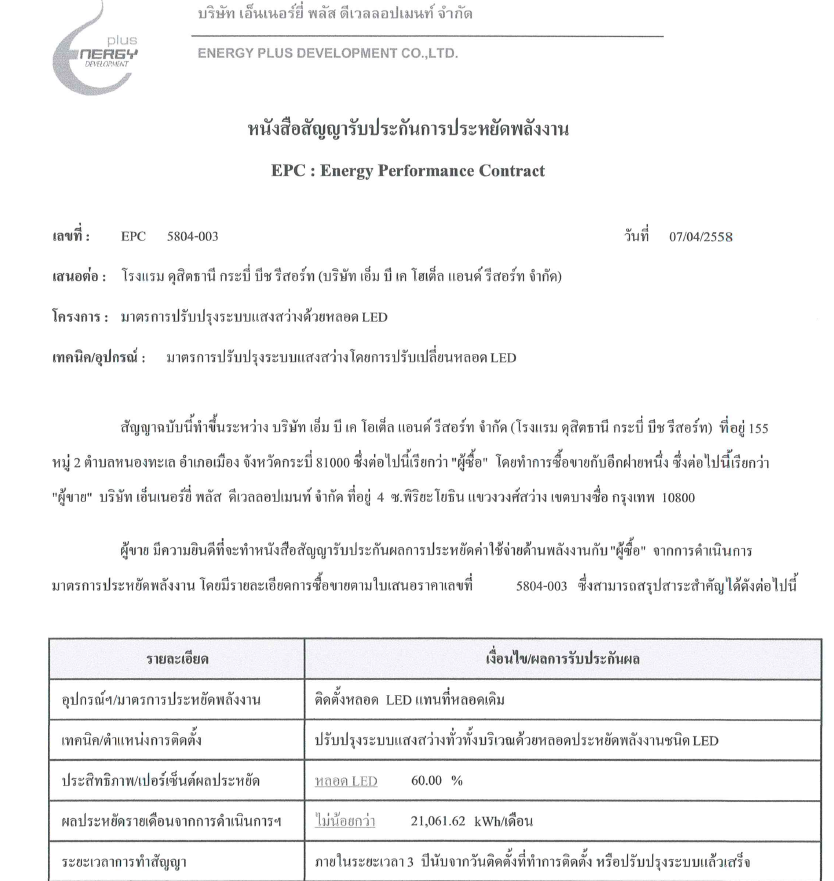 บริษัท เอ็นเนอร์ยี่ พลัส ดีเวลลอปเมนท์ จำกัด
plus
ENERGY
DEVELOPMENT
ENERGY PLUS DEVELOPMENT CO.,LTD.
หนังสือสัญญารับประกันการประหยัดพลังงาน
EPC : Energy Performance Contract
เลขที่ : EPC 5804-003 วันที่ 07/04/2558
เสนอต่อ : โรงแรม ดุสิตธานี กระบี่ บีช รีสอร์ท (บริษัท เอ็ม บี เค โฮเต็ล แอนด์ รีสอร์ท จำกัด)
โครงการ : มาตรการปรับปรุงระบบแสงสว่างด้วยหลอด LED
เทคนิค/อุปกรณ์ : มาตรการปรับปรุงระบบแสงสว่างโดยการปรับเปลี่ยนหลอด LED
สัญญาฉบับนี้ทำขึ้นระหว่าง บริษัท เอ็ม บี เค โอเต็ล แอนด์ รีสอร์ท จำกัด (โรงแรม ดุสิตธานี กระบี่ บีช รีสอร์ท) ที่อยู่ 155
หมู่ 2 ตำบลหนองทะเล อำเภอเมือง จังหวัดกระบี่ 81000 ซึ่งต่อไปนี้เรียกว่า "ผู้ซื้อ" โดยทำการซื้อขายกับอีกฝ่ายหนึ่ง ซึ่งต่อไปนี้เรียกว่า
"ผู้ขาย" บริษัท เอ็นเนอร์ยี่ พลัส ดีเวลลอปเมนท์ จำกัด ที่อยู่ 4 ซ.พิริยะโยธิน แขวงวงศ์สว่าง เขตบางซื่อ กรุงเทพ 10800
ผู้ขาย มีความยินดีที่จะทำหนังสือสัญญารับประกันผลการประหยัดค่าใช้จ่ายด้านพลังงานกับ "ผู้ซื้อ" จากการดำเนินการ
มาตรการประหยัดพลังงาน โดยมีรายละเอียดการซื้อขายตามใบเสนอราคาเลขที่ 5804-003 ซึ่งสามารถสรุปสาระสำคัญได้ดังต่อไปนี้
รายละเอียด เงื่อนไข/ผลการรับประกันผล
อุปกรณ์ฯ/มาตรการประหยัดพลังงาน ติดตั้งหลอด LED แทนที่หลอดเดิม
เทคนิค/ตำแหน่งการติดตั้ง ปรับปรุงระบบแสงสว่างทั่วทั้งบริเวณด้วยหลอดประหยัดพลังงานชนิด LED
ประสิทธิภาพ/เปอร์เซ็นต์ผลประหยัด หลอด LED 60.00 %
ผลประหยัดรายเดือนจากการดำเนินการฯ ไม่น้อยกว่า 21,061.62 kWh/เดือน
ระยะเวลาการทำสัญญา ภายในระยะเวลา 3 ปีนับจากวันติดตั้งที่ทำการติดตั้ง หรือปรับปรุงระบบแล้วเสร็จ